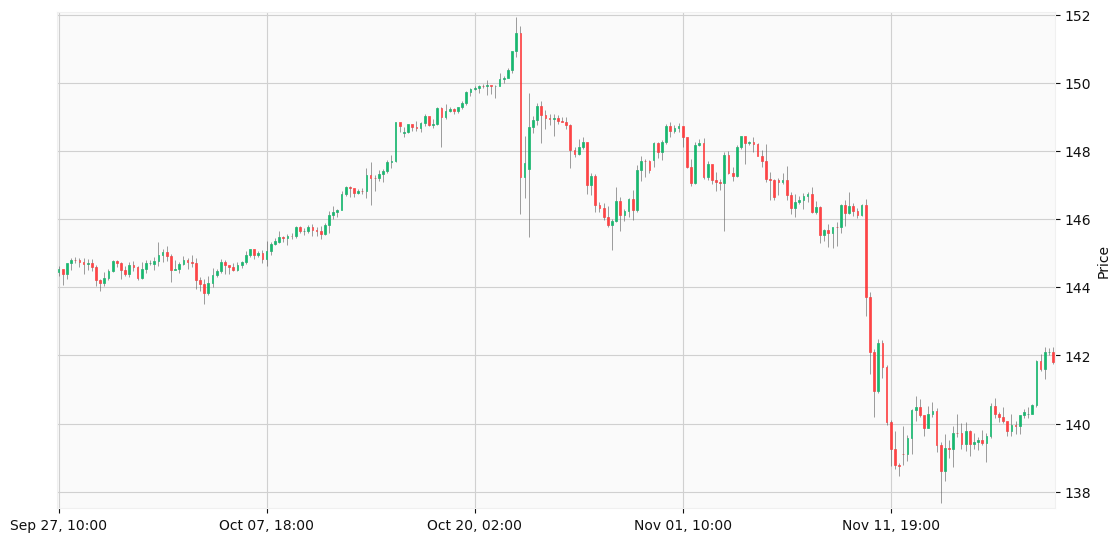 152
150
148
146
144
142
140
138
Price
Sep 27, 10:00
Oct 07, 18:00
Oct 20, 02:00
Nov 01, 10:00
Nov 11, 19:00